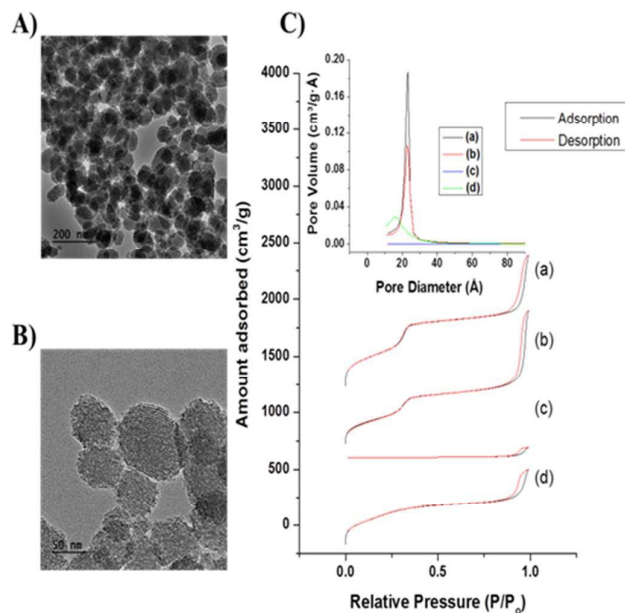 A)
200 nm
B)
50 nm
C)
Amount adsorbed (cm³/g)
4000
3500
3000
2500
2000
1500
1000
500
0
0.0
0.5
1.0
Relative Pressure (P/P₀)
Pore Volume (cm³/g·Å)
0.20
0.16
0.12
0.08
0.04
0.00
0
20
40
60
80
Pore Diameter (Å)
(a)
(b)
(c)
(d)
Adsorption
Desorption
(a)
(b)
(c)
(d)